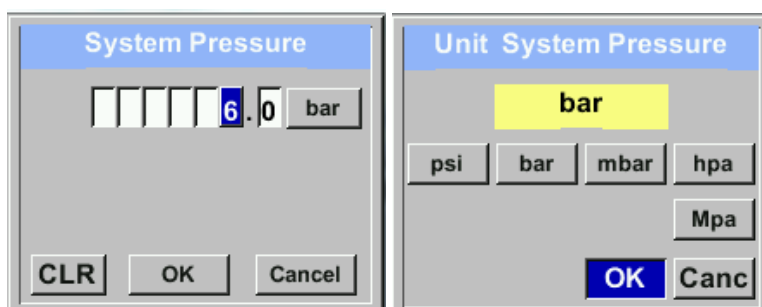 System Pressure
6.0 bar
CLR OK Cancel
Unit System Pressure
bar
psi bar mbar hpa
Mpa
OK Canc